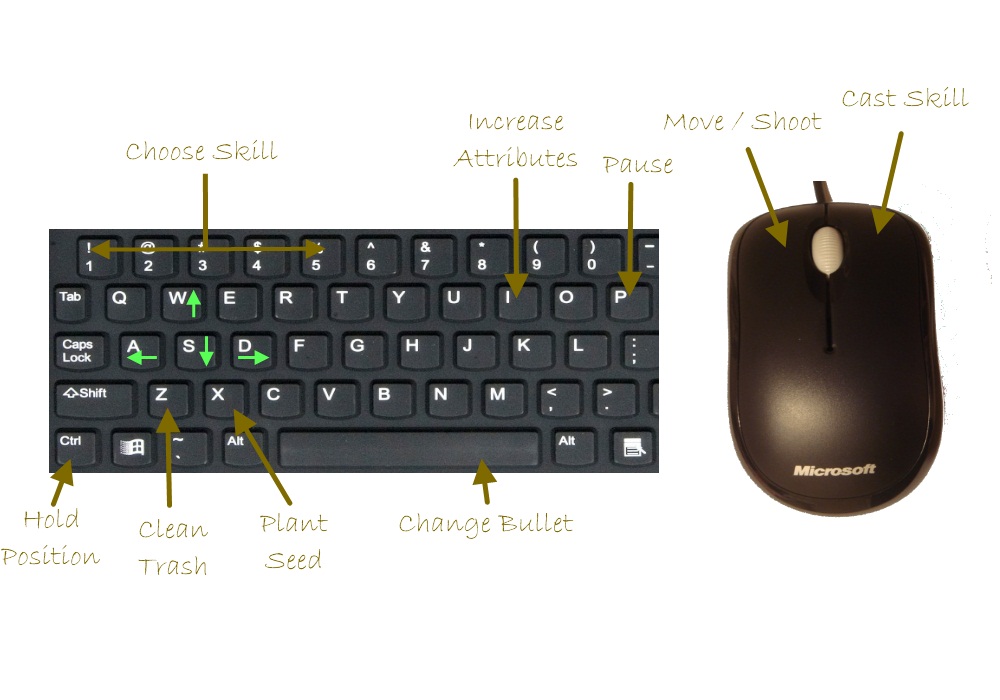 Cast Skill
Increase
Attributes
Move / Shoot
Choose Skill
Pause
! @ # $ % ^ & * ( ) –
1 2 3 4 5 6 7 8 9 0 –
Tab Q W E R T Y U I O P
Caps Lock A S D F G H J K L : ;
Shift Z X C V B N M < , > .
Ctrl ~ ` Alt Alt
Microsoft
Hold
Position
Clean
Trash
Plant
Seed
Change Bullet